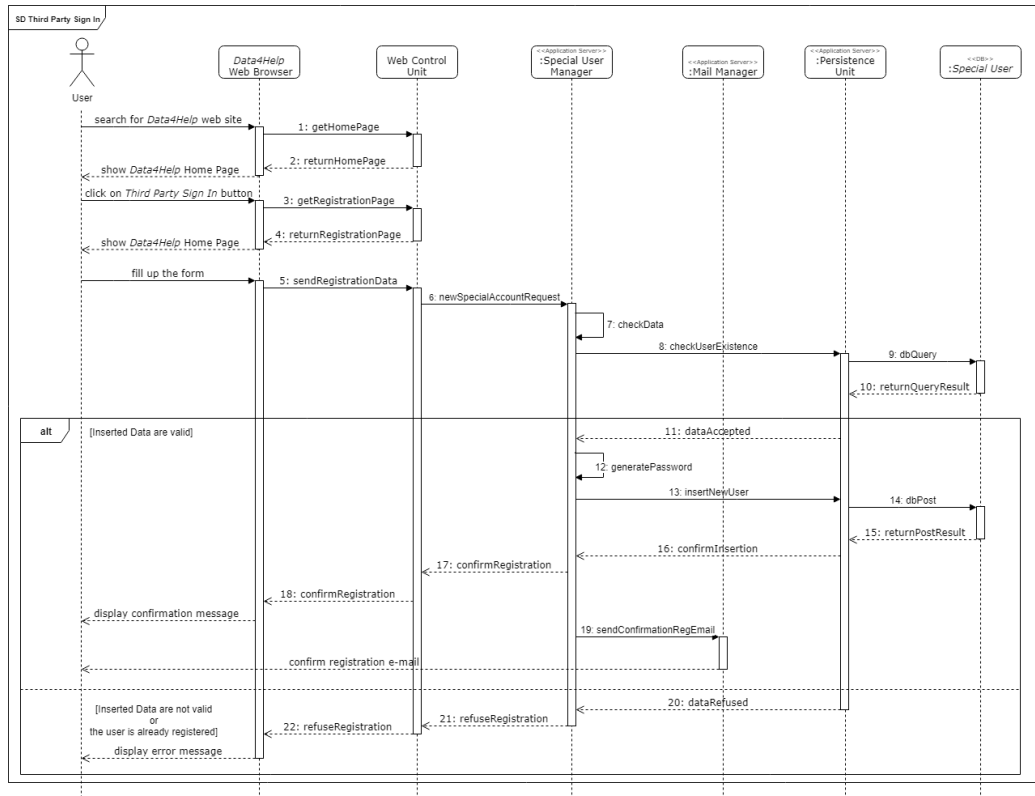 SD Third Party Sign In
User
Data4Help
Web Browser
Web Control
Unit
<<Application Server>>
:Special User
Manager
<<Application Server>>
:Mail Manager
<<Application Server>>
:Persistence
Unit
<<DB>>
:Special User
search for Data4Help web site
1: getHomePage
2: returnHomePage
show Data4Help Home Page
click on Third Party Sign In button
3: getRegistrationPage
4: returnRegistrationPage
show Data4Help Home Page
fill up the form
5: sendRegistrationData
6: newSpecialAccountRequest
7: checkData
8: checkUserExistence
9: dbQuery
10: returnQueryResult
alt
[Inserted Data are valid]
11: dataAccepted
12: generatePassword
13: insertNewUser
14: dbPost
15: returnPostResult
16: confirmInsertion
17: confirmRegistration
18: confirmRegistration
display confirmation message
19: sendConfirmationRegEmail
confirm registration e-mail
[Inserted Data are not valid
or
the user is already registered]
20: dataRefused
21: refuseRegistration
22: refuseRegistration
display error message